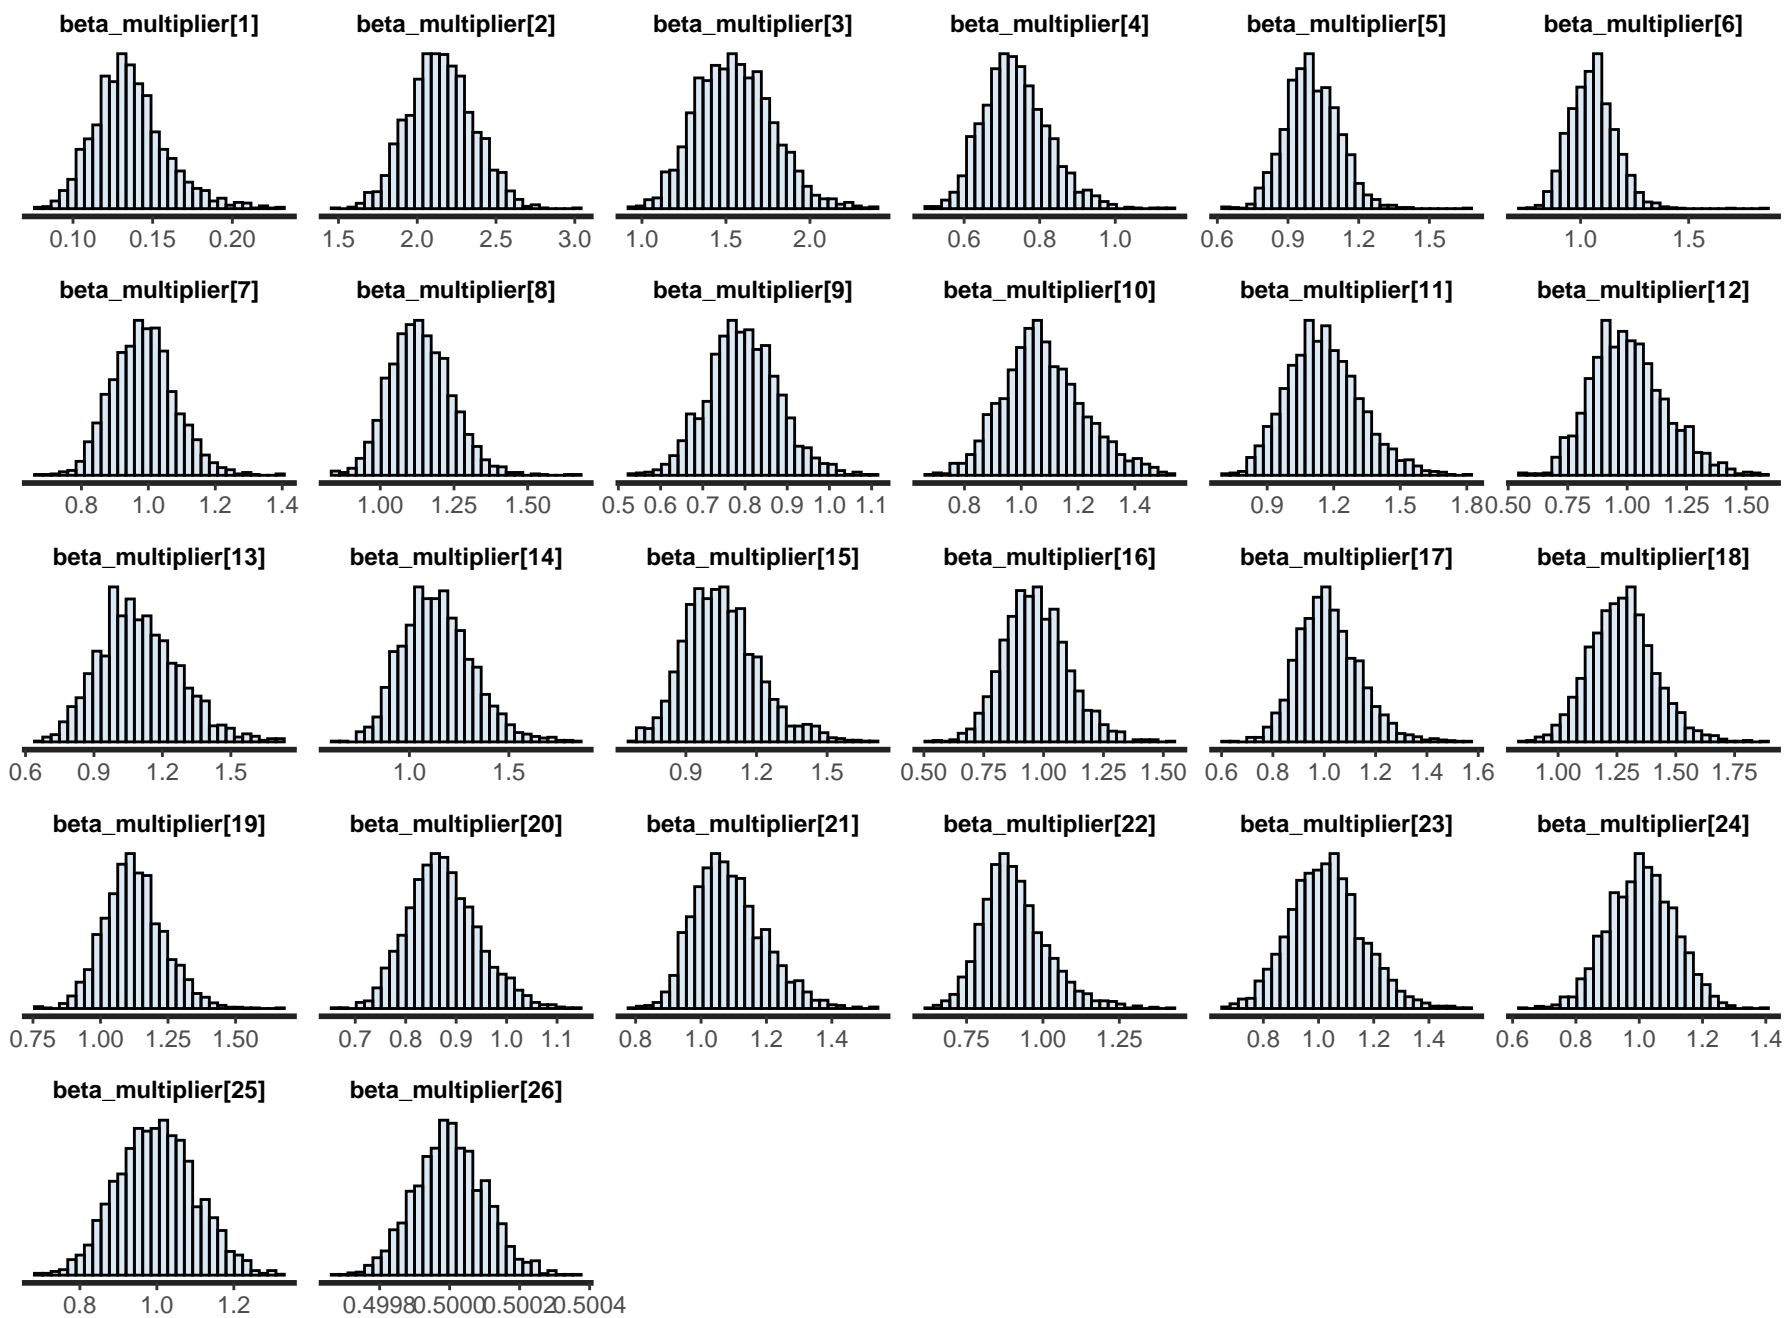 beta_multiplier[1] beta_multiplier[2] beta_multiplier[3] beta_multiplier[4] beta_multiplier[5] beta_multiplier[6]
0.10 0.15 0.20 1.5 2.0 2.5 3.0 1.0 1.5 2.0 0.6 0.8 1.0 0.6 0.9 1.2 1.5 1.0 1.5
beta_multiplier[7] beta_multiplier[8] beta_multiplier[9] beta_multiplier[10] beta_multiplier[11] beta_multiplier[12]
0.8 1.0 1.2 1.4 1.00 1.25 1.50 0.5 0.6 0.7 0.8 0.9 1.0 1.1 0.8 1.0 1.2 1.4 0.9 1.2 1.5 1.8 0.50 0.75 1.00 1.25 1.50
beta_multiplier[13] beta_multiplier[14] beta_multiplier[15] beta_multiplier[16] beta_multiplier[17] beta_multiplier[18]
0.6 0.9 1.2 1.5 1.0 1.5 0.9 1.2 1.5 0.50 0.75 1.00 1.25 1.50 0.6 0.8 1.0 1.2 1.4 1.6 1.00 1.25 1.50 1.75
beta_multiplier[19] beta_multiplier[20] beta_multiplier[21] beta_multiplier[22] beta_multiplier[23] beta_multiplier[24]
0.75 1.00 1.25 1.50 0.7 0.8 0.9 1.0 1.1 0.8 1.0 1.2 1.4 0.75 1.00 1.25 0.8 1.0 1.2 1.4 0.6 0.8 1.0 1.2 1.4
beta_multiplier[25] beta_multiplier[26]
0.8 1.0 1.2 0.4998 0.5000 0.5002 0.5004